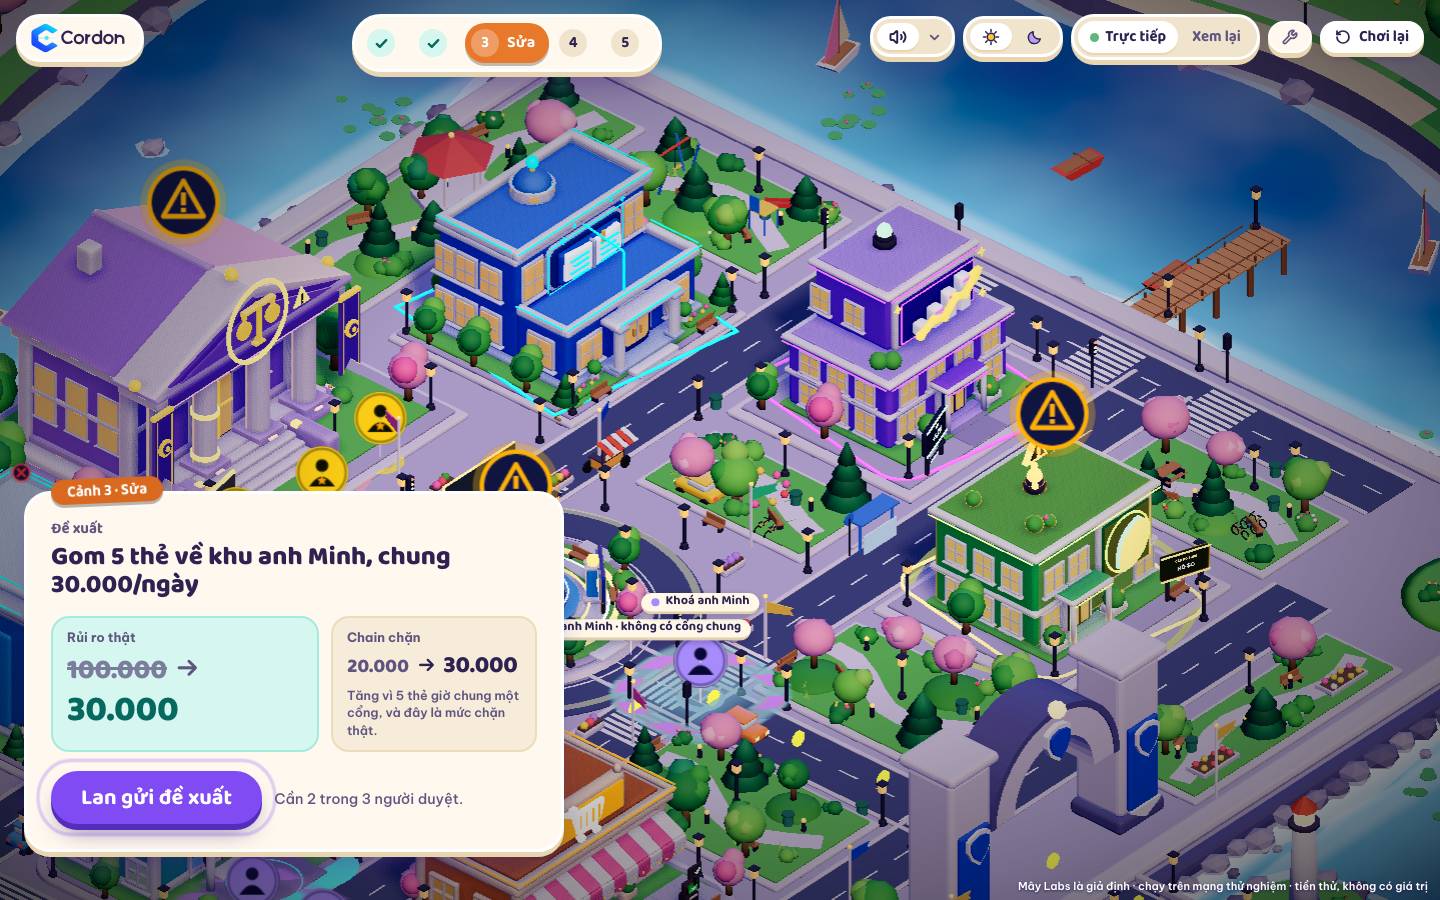 Cordon
3 Sửa
4
5
Trực tiếp
Xem lại
Chơi lại
Cảnh 3 · Sửa
Đề xuất
Gom 5 thẻ về khu anh Minh, chung
30.000/ngày
Rủi ro thật
100.000 →
30.000
Chain chặn
20.000 → 30.000
Tăng vì 5 thẻ giờ chung một
cổng, và đây là mức chặn
thật.
Lan gửi đề xuất
Cần 2 trong 3 người duyệt.
Khoá anh Minh
anh Minh · không có cổng chung
HỒ SƠ
Mây Labs là giả định · chạy trên mạng thử nghiệm · tiền thử, không có giá trị